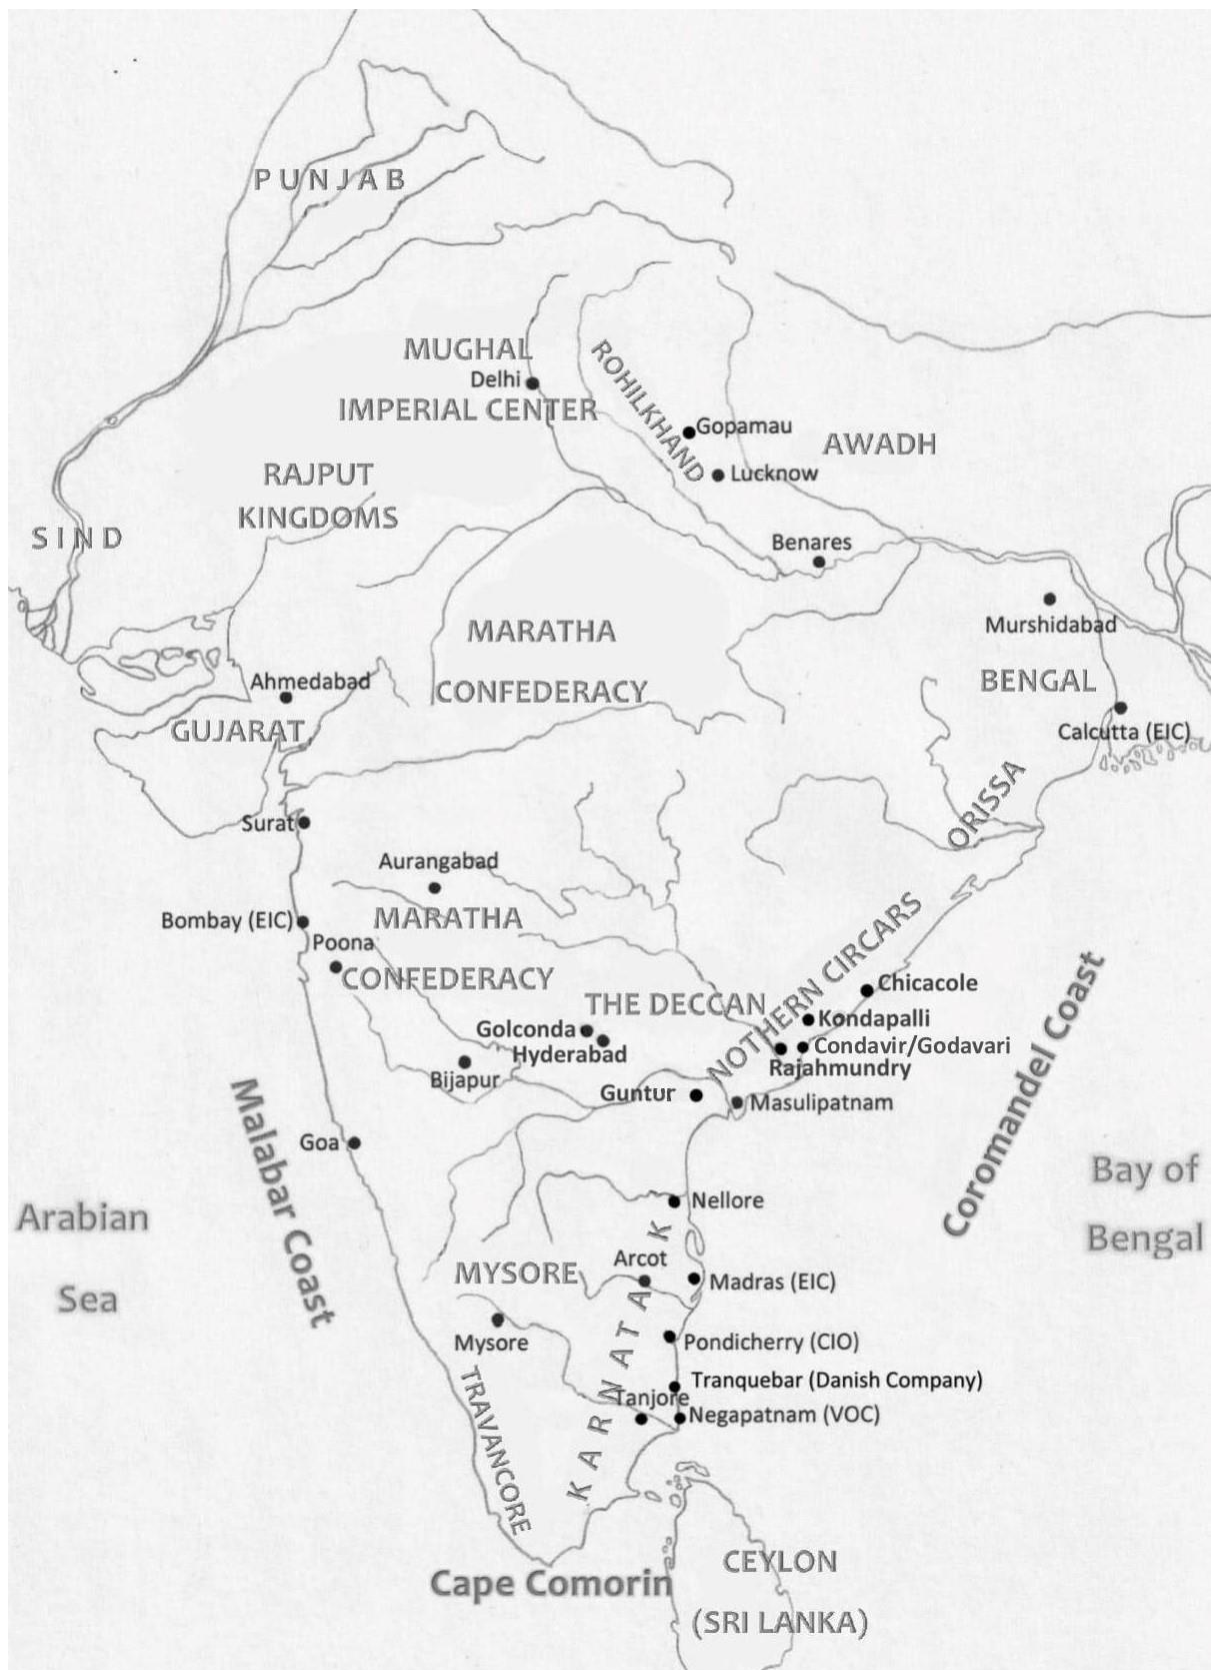 PUNJAB
MUGHAL
Delhi
IMPERIAL CENTER
ROHILKHAND
Gopamau
AWADH
Lucknow
RAJPUT
KINGDOMS
SIND
Benares
MARATHA
CONFEDERACY
Murshidabad
BENGAL
Calcutta (EIC)
Ahmedabad
GUJARAT
ORISSA
Surat
Aurangabad
MARATHA
CONFEDERACY
Bombay (EIC)
Poona
THE DECCAN
NOTHERN CIRCARS
Chicacole
Kondapalli
Condavir/Godavari
Rajahmundry
Golconda
Hyderabad
Bijapur
Guntur
Masulipatnam
Coromandel Coast
Malabar Coast
Goa
Arabian
Sea
Bay of
Bengal
Nellore
Arcot
MYSORE
Madras (EIC)
Mysore
KARNATAK
Pondicherry (CIO)
Tranquebar (Danish Company)
Tanjore
Negapatnam (VOC)
TRAVANCORE
Cape Comorin
CEYLON
(SRI LANKA)